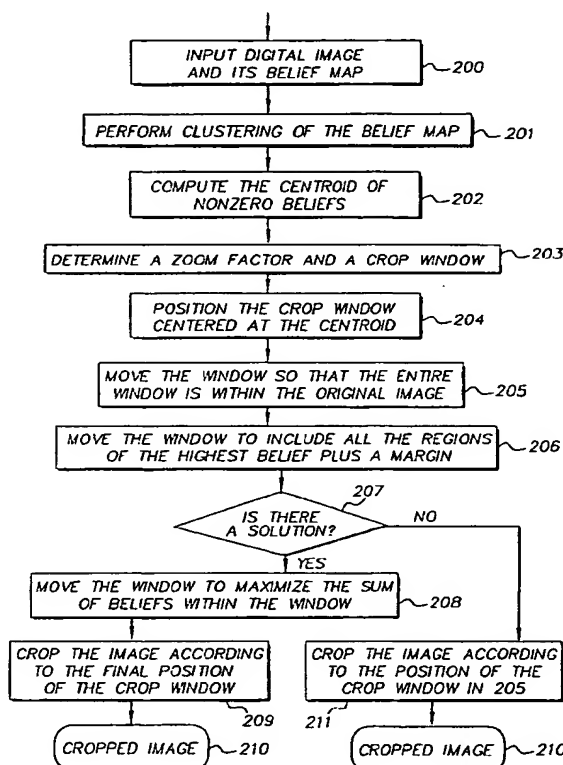 INPUT DIGITAL IMAGE
AND ITS BELIEF MAP
200
PERFORM CLUSTERING OF THE BELIEF MAP
201
COMPUTE THE CENTROID OF
NONZERO BELIEFS
202
DETERMINE A ZOOM FACTOR AND A CROP WINDOW
203
POSITION THE CROP WINDOW
CENTERED AT THE CENTROID
204
MOVE THE WINDOW SO THAT THE ENTIRE
WINDOW IS WITHIN THE ORIGINAL IMAGE
205
MOVE THE WINDOW TO INCLUDE ALL THE REGIONS
OF THE HIGHEST BELIEF PLUS A MARGIN
206
207
IS THERE
A SOLUTION?
NO
YES
MOVE THE WINDOW TO MAXIMIZE THE SUM
OF BELIEFS WITHIN THE WINDOW
208
CROP THE IMAGE ACCORDING
TO THE FINAL POSITION
OF THE CROP WINDOW
209
CROP THE IMAGE ACCORDING
TO THE POSITION OF THE
CROP WINDOW IN 205
211
CROPPED IMAGE
210
CROPPED IMAGE
210